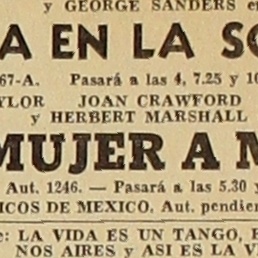 y GEORGE SANDERS en
A EN LA SO
67-A. Pasará a las 4, 7.25 y 10
YLOR JOAN CRAWFORD
y HERBERT MARSHALL
MUJER A M
Aut. 1246. — Pasará a las 5.30 y
ICOS DE MEXICO. Aut. pendien
e: LA VIDA ES UN TANGO, B
NOS AIRES y ASI ES LA V